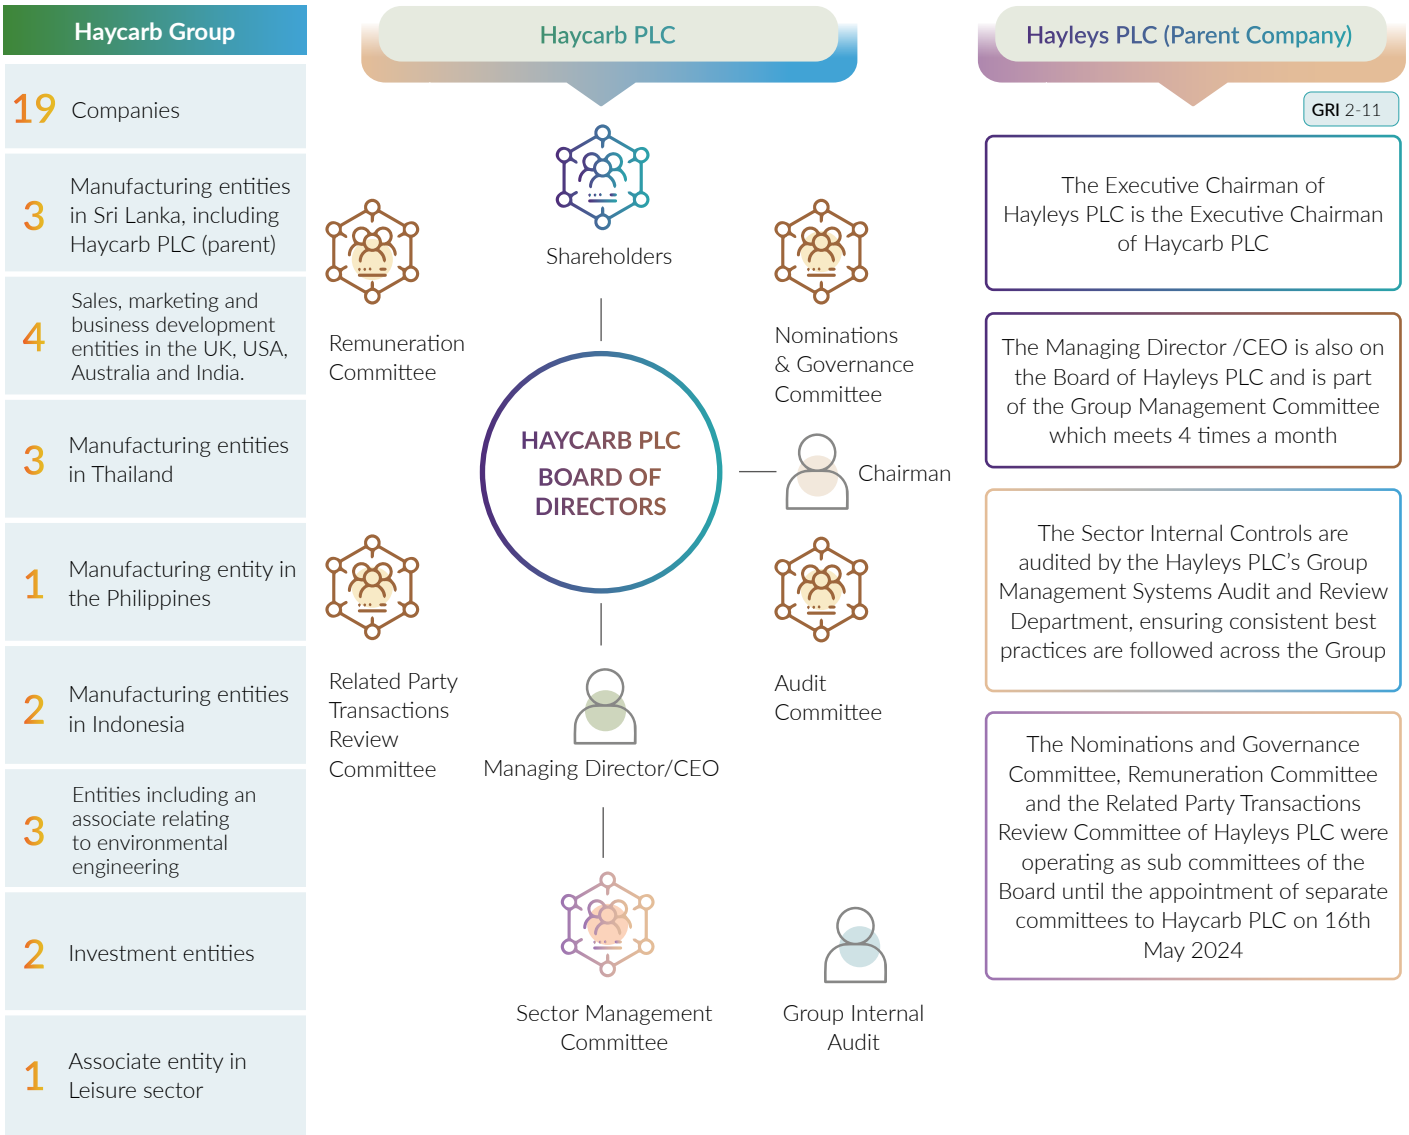 Haycarb Group
19 Companies
3
Manufacturing entities
in Sri Lanka, including
Haycarb PLC (parent)
4
Sales, marketing and
business development
entities in the UK, USA,
Australia and India.
3
Manufacturing entities
in Thailand
1
Manufacturing entity in
the Philippines
2
Manufacturing entities
in Indonesia
3
Entities including an
associate relating
to environmental
engineering
2 Investment entities
1
Associate entity in
Leisure sector
Haycarb PLC
Shareholders
Remuneration
Committee
Nominations
& Governance
Committee
HAYCARB PLC
BOARD OF
DIRECTORS
Chairman
Related Party
Transactions
Review
Committee
Managing Director/CEO
Audit
Committee
Sector Management
Committee
Group Internal
Audit
Hayleys PLC (Parent Company)
GRI 2-11
The Executive Chairman of
Hayleys PLC is the Executive Chairman
of Haycarb PLC
The Managing Director /CEO is also on
the Board of Hayleys PLC and is part
of the Group Management Committee
which meets 4 times a month
The Sector Internal Controls are
audited by the Hayleys PLC's Group
Management Systems Audit and Review
Department, ensuring consistent best
practices are followed across the Group
The Nominations and Governance
Committee, Remuneration Committee
and the Related Party Transactions
Review Committee of Hayleys PLC were
operating as sub committees of the
Board until the appointment of separate
committees to Haycarb PLC on 16th
May 2024